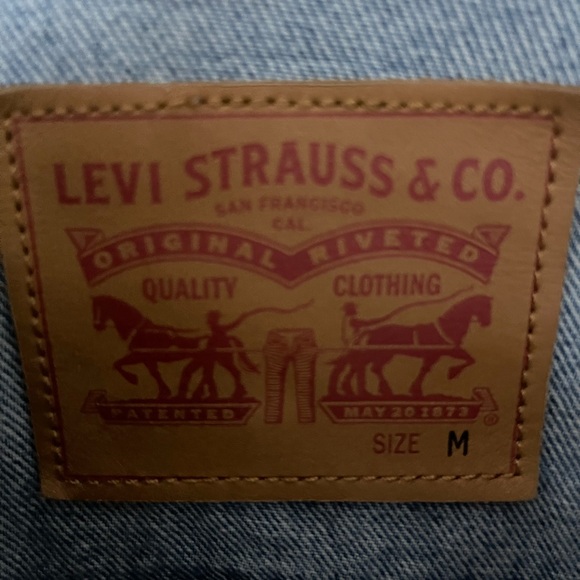 LEVI STRAUSS & CO.
SAN FRANCISCO
CAL.
ORIGINAL RIVETED
QUALITY CLOTHING
PATENTED MAY 20 1873
®
SIZE M